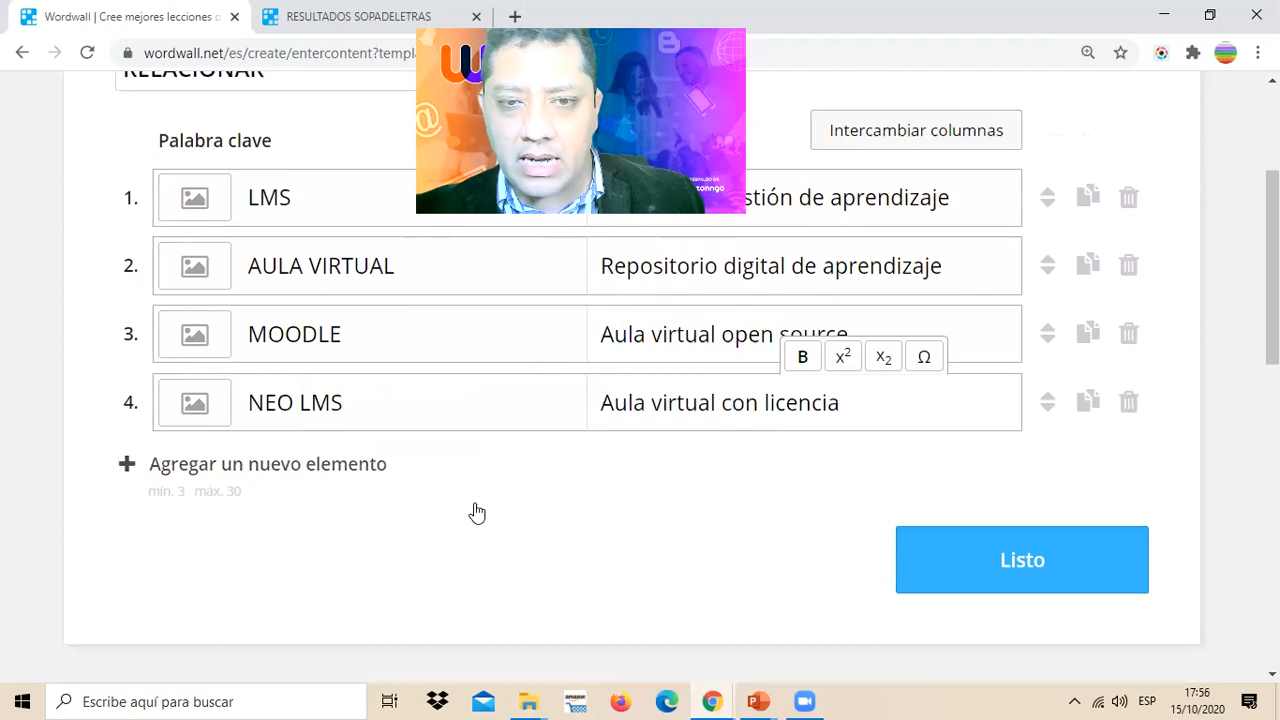 Wordwall | Cree mejores lecciones
RESULTADOS SOPADELETRAS
wordwall.net/es/create/entercontent?templ
RELACIONAR
Palabra clave
Intercambiar columnas
1. LMS stión de aprendizaje
2. AULA VIRTUAL Repositorio digital de aprendizaje
3. MOODLE Aula virtual open source
B x² x₂ Ω
4. NEO LMS Aula virtual con licencia
Agregar un nuevo elemento
mín. 3 máx. 30
Listo
Escribe aquí para buscar
amazon
ESP
17:56
15/10/2020